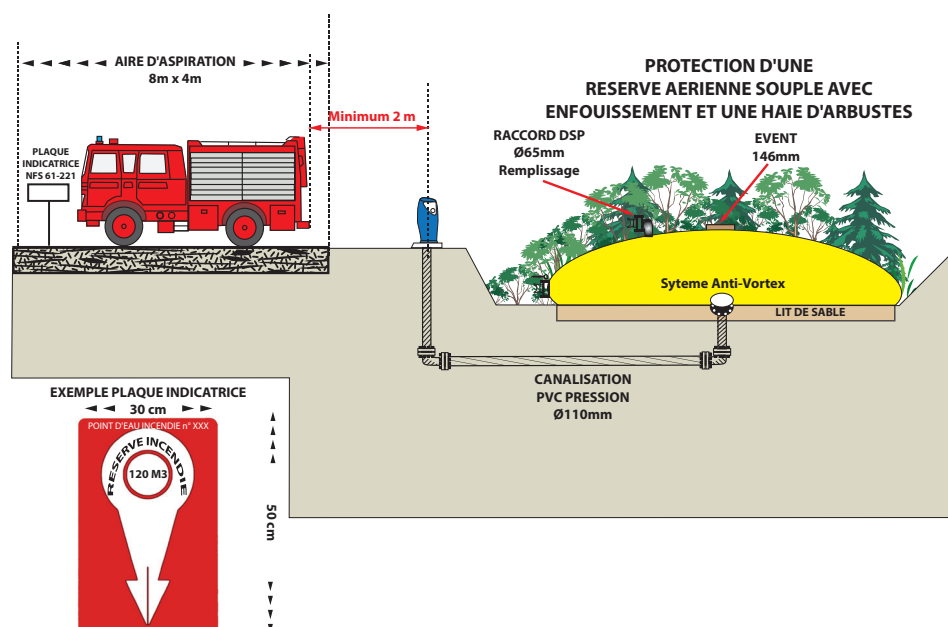 AIRE D'ASPIRATION
8m x 4m
Minimum 2 m
PROTECTION D'UNE
RESERVE AERIENNE SOUPLE AVEC
ENFOUISSEMENT ET UNE HAIE D'ARBUSTES
RACCORD DSP
Ø65mm
Remplissage
EVENT
146mm
PLAQUE
INDICATRICE
NFS 61-221
Syteme Anti-Vortex
LIT DE SABLE
CANALISATION
PVC PRESSION
Ø110mm
EXEMPLE PLAQUE INDICATRICE
30 cm
POINT D'EAU INCENDIE n° XXX
RESERVE INCENDIE
120 M3
50 cm